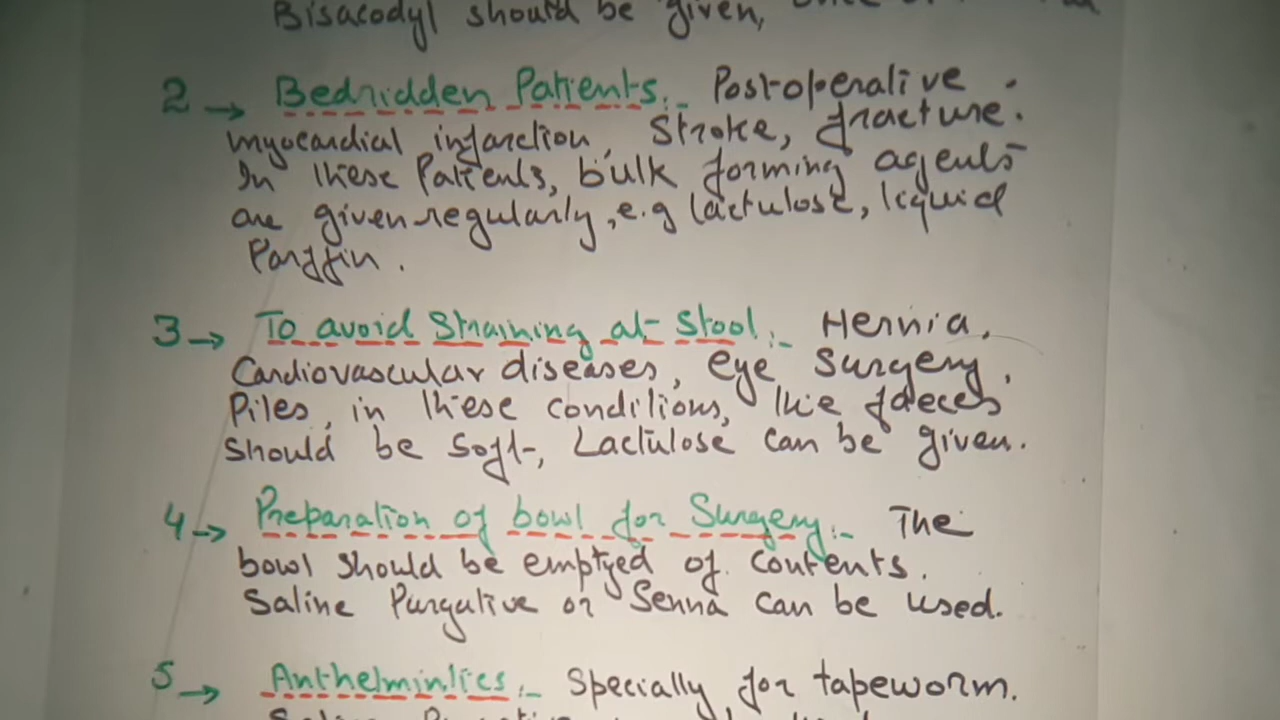 Bisacodyl should be given,
2 → Bedridden Patients:- Postoperative .
myocardial infarction, Stroke, fracture.
In these Patients, bulk forming agents
are given regularly, e.g lactulose, liquid
Paraffin.
3 → To avoid Straining at Stool:- Hernia,
Cardiovascular diseases, eye surgery,
Piles, in these conditions, the faeces
should be soft, Lactulose can be given.
4 → Preparation of bowl for Surgery:- The
bowl should be emptyed of contents.
Saline Purgative or Senna can be used.
5 → Anthelmintics:- Specially for tapeworm.